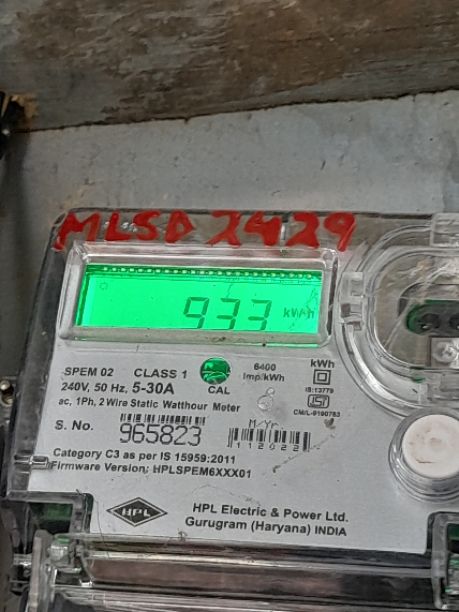 MLSD 2429
933 kWh
SPEM 02 CLASS 1 6400 kWh
240V, 50 Hz, 5-30A CAL Imp/kWh IS:13779
ac, 1Ph, 2 Wire Static Watthour Meter CM/L-9190783
S. No. 965823 M/Yr. 112022
Category C3 as per IS 15959:2011
Firmware Version: HPLSPEM6XXX01
HPL HPL Electric & Power Ltd.
Gurugram (Haryana) INDIA